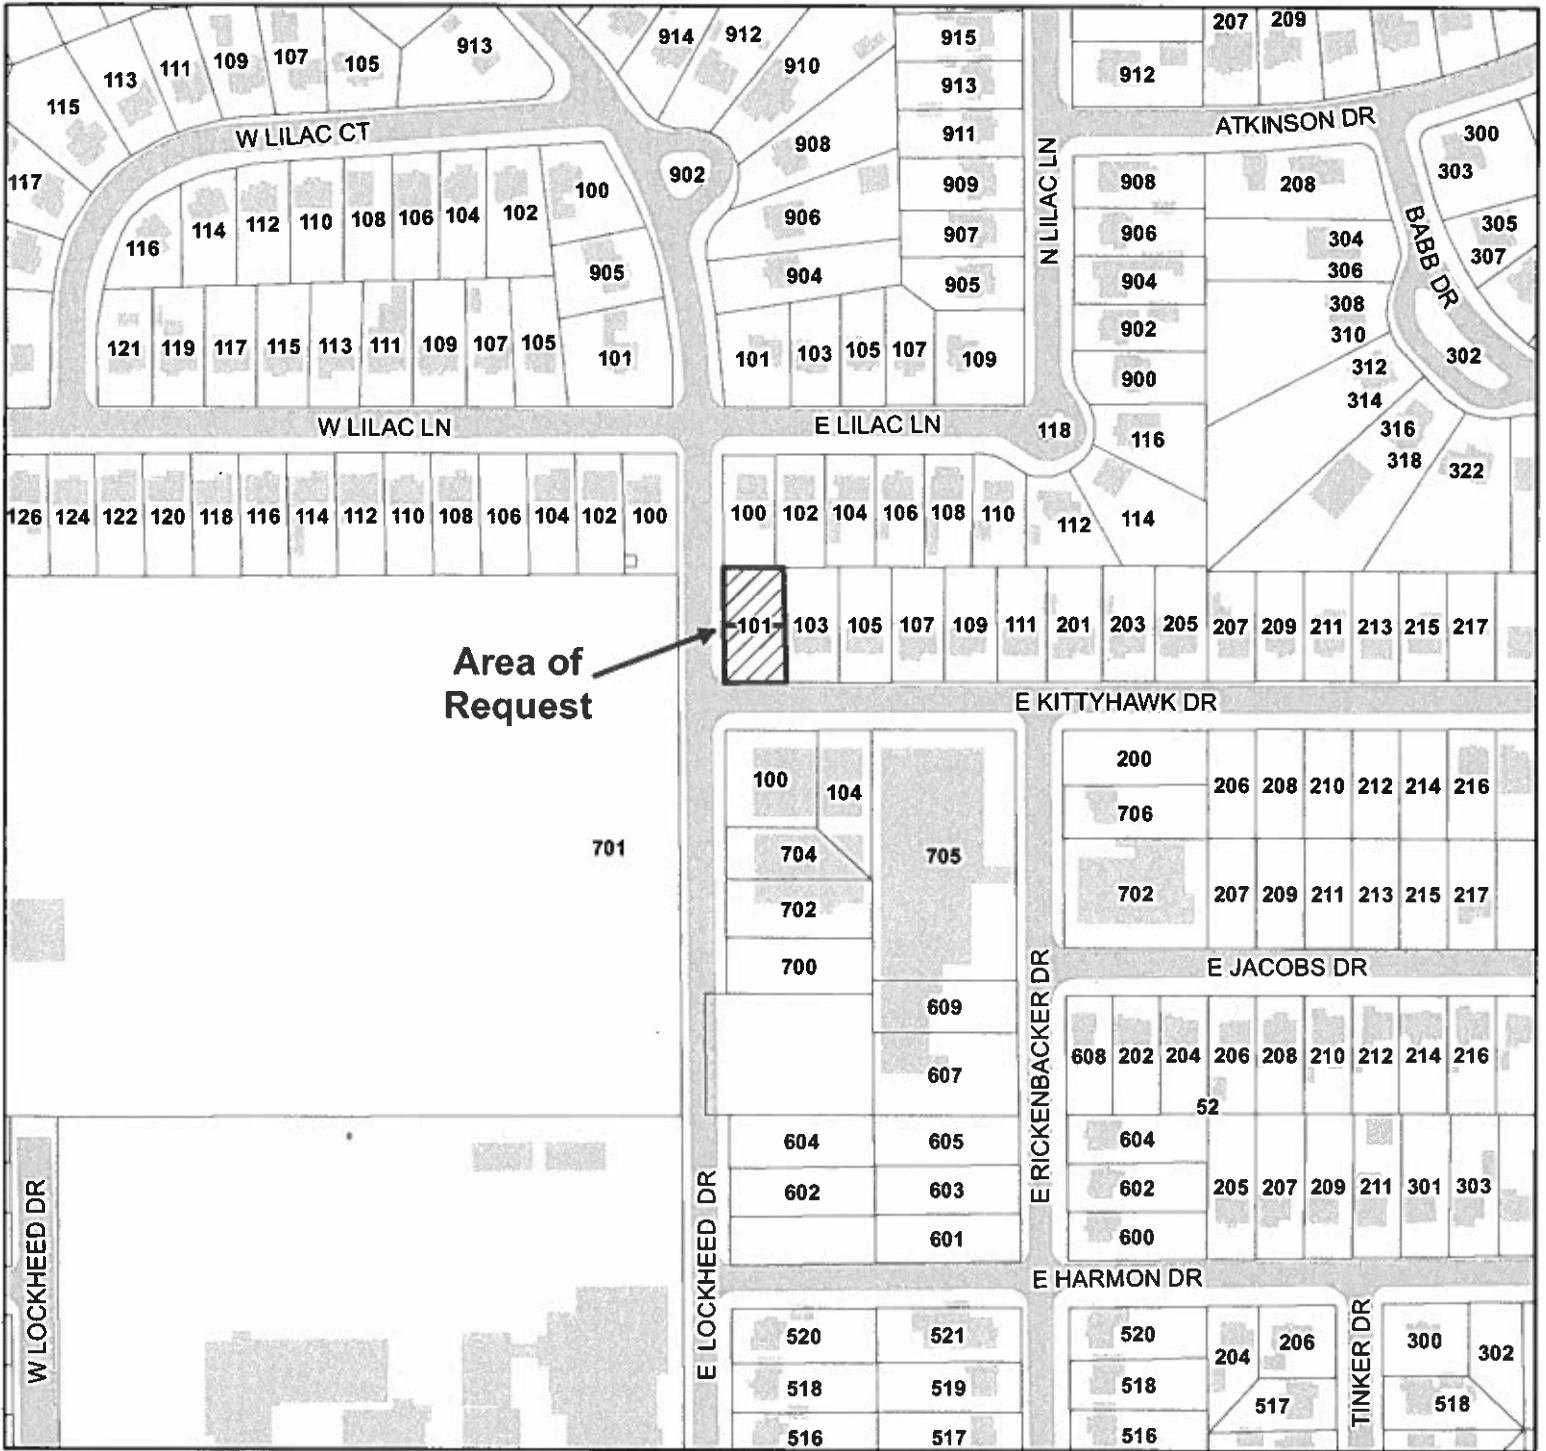 207 209
914 912 915
913
109 107 105
113 111
910
912
115
913
W LILAC CT
ATKINSON DR
911
300
908
N LILAC LN
303
117
902
909
908
208
100
114 112 110 108 106 104 102
906
907
906
304
BABB DR
305
116
905
904
905
904
306
307
308
902
310
121 119 117 115 113 111 109 107 105 101
101 103 105 107 109
900
312
302
314
W LILAC LN
E LILAC LN
118
116
316
318
322
126 124 122 120 118 116 114 112 110 108 106 104 102 100
100 102 104 106 108 110 112 114
101 103 105 107 109 111 201 203 205 207 209 211 213 215 217
Area of
Request
E KITTYHAWK DR
100
104
200
206 208 210 212 214 216
706
701
704
705
702
702
207 209 211 213 215 217
700
E JACOBS DR
609
E RICKENBACKER DR
607
608 202 204 206 208 210 212 214 216
52
604
605
604
W LOCKHEED DR
E LOCKHEED DR
602
603
602
205 207 209 211 301 303
601
600
E HARMON DR
520
521
520
204
206
TINKER DR
300
302
518
519
518
517
518
516
517
516